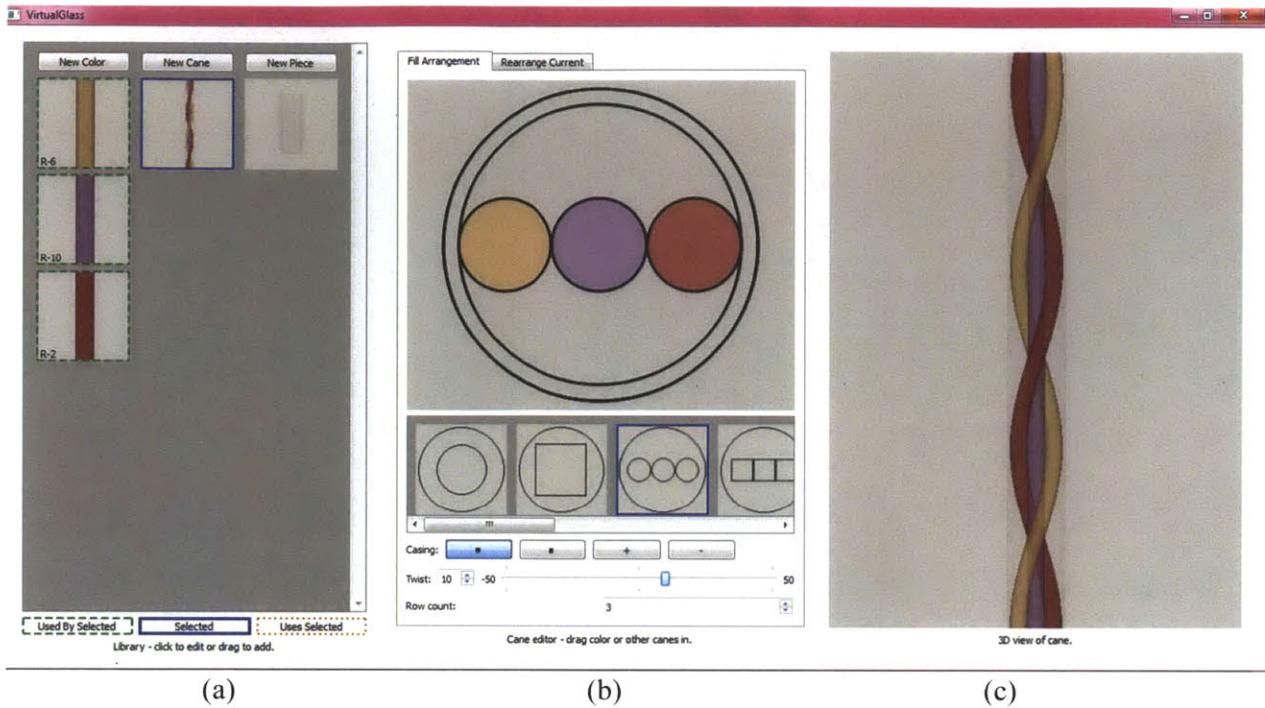 VirtualGlass
New Color
New Cane
New Piece
R-6
R-10
R-2
Used By Selected
Selected
Uses Selected
Library - click to edit or drag to add.
Fill Arrangement
Rearrange Current
Casing:
+
-
Twist: 10 -50 50
Row count: 3
Cane editor - drag color or other canes in.
3D view of cane.
(a) (b) (c)